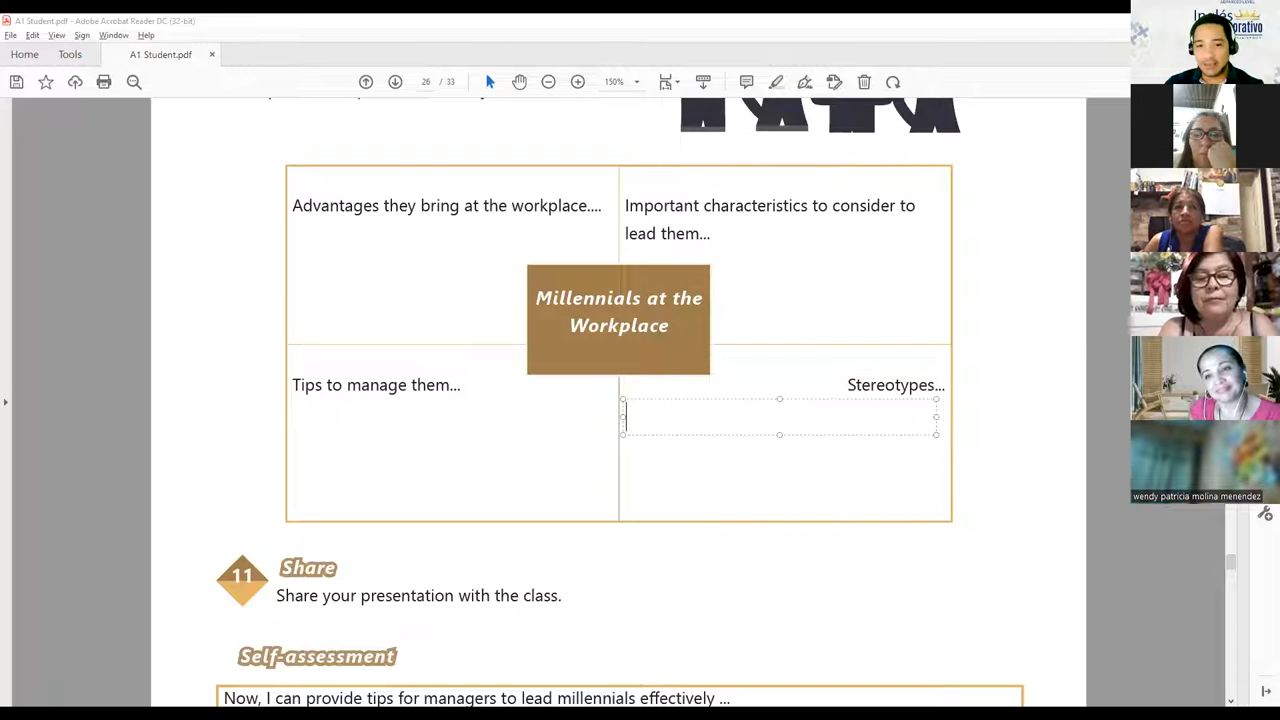 A1 Student.pdf - Adobe Acrobat Reader DC (32-bit)
File Edit View Sign Window Help
Home Tools A1 Student.pdf ×
26 / 33 150%
Advantages they bring at the workplace....
Important characteristics to consider to
lead them...
Millennials at the
Workplace
Tips to manage them...
Stereotypes...
11 Share
Share your presentation with the class.
Self-assessment
Now, I can provide tips for managers to lead millennials effectively ...
Inglés
wendy patricia molina menéndez